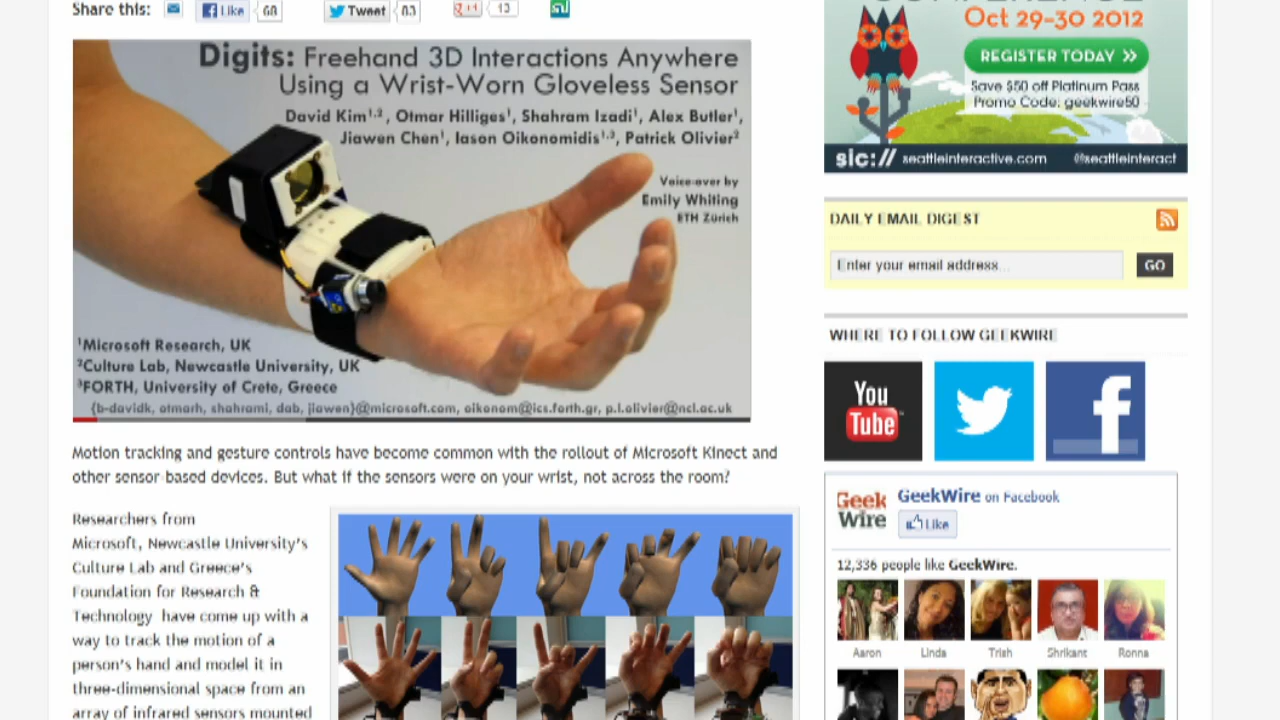 Share this:
Like
68
Tweet
83
+1
13
Digits: Freehand 3D Interactions Anywhere
Using a Wrist-Worn Gloveless Sensor
David Kim¹·³, Otmar Hilliges¹, Shahram Izadi¹, Alex Butler¹,
Jiawen Chen¹, Iason Oikonomidis¹·³, Patrick Olivier²
Voice-over by
Emily Whiting
ETH Zürich
¹Microsoft Research, UK
²Culture Lab, Newcastle University, UK
³FORTH, University of Crete, Greece
{b-davidk, otmarh, shahrami, dab, jiawen}@microsoft.com, oikonom@ics.forth.gr, p.l.olivier@ncl.ac.uk
Motion tracking and gesture controls have become common with the rollout of Microsoft Kinect and
other sensor based devices. But what if the sensors were on your wrist, not across the room?
Researchers from
Microsoft, Newcastle University's
Culture Lab and Greece's
Foundation for Research &
Technology have come up with a
way to track the motion of a
person's hand and model it in
three-dimensional space from an
array of infrared sensors mounted
CONFERENCE
Oct 29-30 2012
REGISTER TODAY >>
Save $50 off Platinum Pass
Promo Code: geekwire50
sic:// seattleinteractive.com @seattleinteract
DAILY EMAIL DIGEST
Enter your email address...
GO
WHERE TO FOLLOW GEEKWIRE
You
Tube
f
Geek
Wire
GeekWire on Facebook
Like
12,336 people like GeekWire.
Aaron
Linda
Trish
Shrikant
Ronna